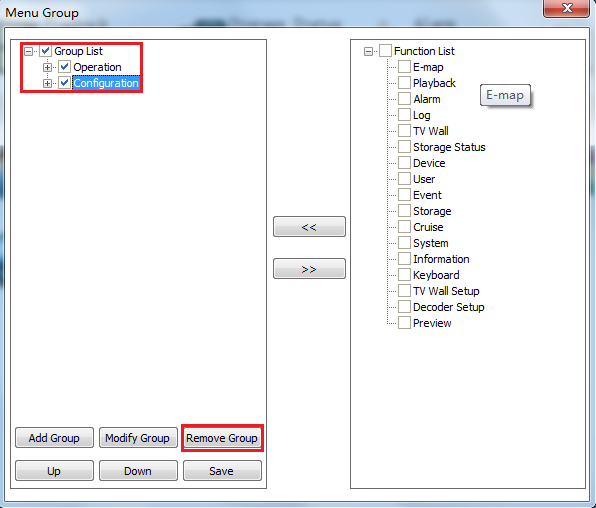 Menu Group
Group List
Operation
Configuration
Add Group
Modify Group
Remove Group
Up
Down
Save
<<
>>
Function List
E-map
Playback
Alarm
Log
TV Wall
Storage Status
Device
User
Event
Storage
Cruise
System
Information
Keyboard
TV Wall Setup
Decoder Setup
Preview
E-map